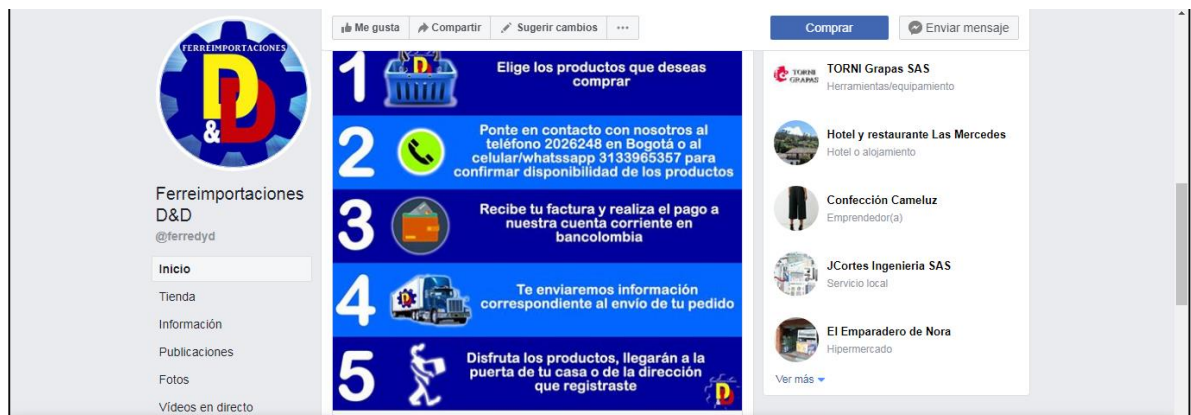 FERREIMPORTACIONES
D&D
Ferreimportaciones
D&D
@ferredyd
Inicio
Tienda
Información
Publicaciones
Fotos
Vídeos en directo
Me gusta Compartir Sugerir cambios ...
1 Elige los productos que deseas
comprar
2 Ponte en contacto con nosotros al
teléfono 2026248 en Bogotá o al
celular/whatssapp 3133965357 para
confirmar disponibilidad de los productos
3 Recibe tu factura y realiza el pago a
nuestra cuenta corriente en
bancolombia
4 Te enviaremos información
correspondiente al envío de tu pedido
5 Disfruta los productos, llegarán a la
puerta de tu casa o de la dirección
que registraste
Comprar Enviar mensaje
TORNI
GRAPAS
TORNI Grapas SAS
Herramientas/equipamiento
Hotel y restaurante Las Mercedes
Hotel o alojamiento
Confección Cameluz
Emprendedor(a)
JCortes Ingenieria SAS
Servicio local
El Emparadero de Nora
Hipermercado
Ver más